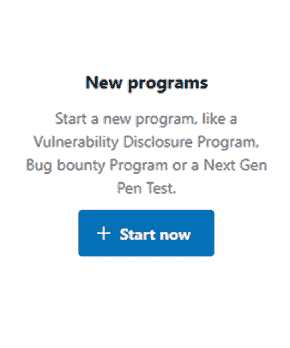 New programs
Start a new program, like a
Vulnerability Disclosure Program,
Bug bounty Program or a Next Gen
Pen Test.
+ Start now